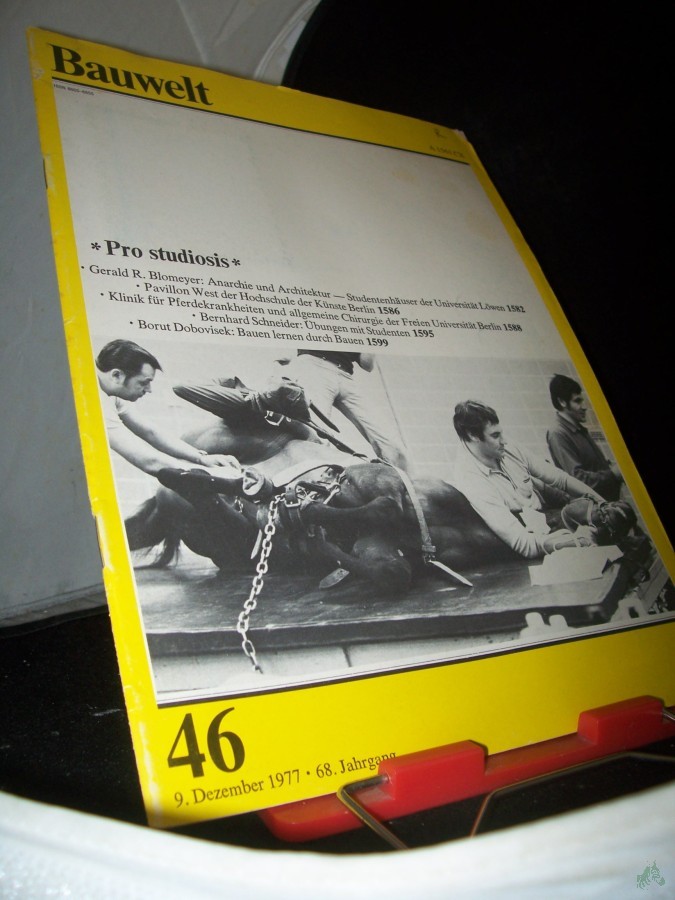 Bauwelt
* Pro studiosis *
· Gerald R. Blomeyer: Anarchie und Architektur — Studentenhäuser der Universität Löwen 1582
· Pavillon West der Hochschule der Künste Berlin 1586
· Klinik für Pferdekrankheiten und allgemeine Chirurgie der Freien Universität Berlin 1588
· Bernhard Schneider: Übungen mit Studenten 1595
· Borut Dobovisek: Bauen lernen durch Bauen 1599
46
9. Dezember 1977 · 68. Jahrgang